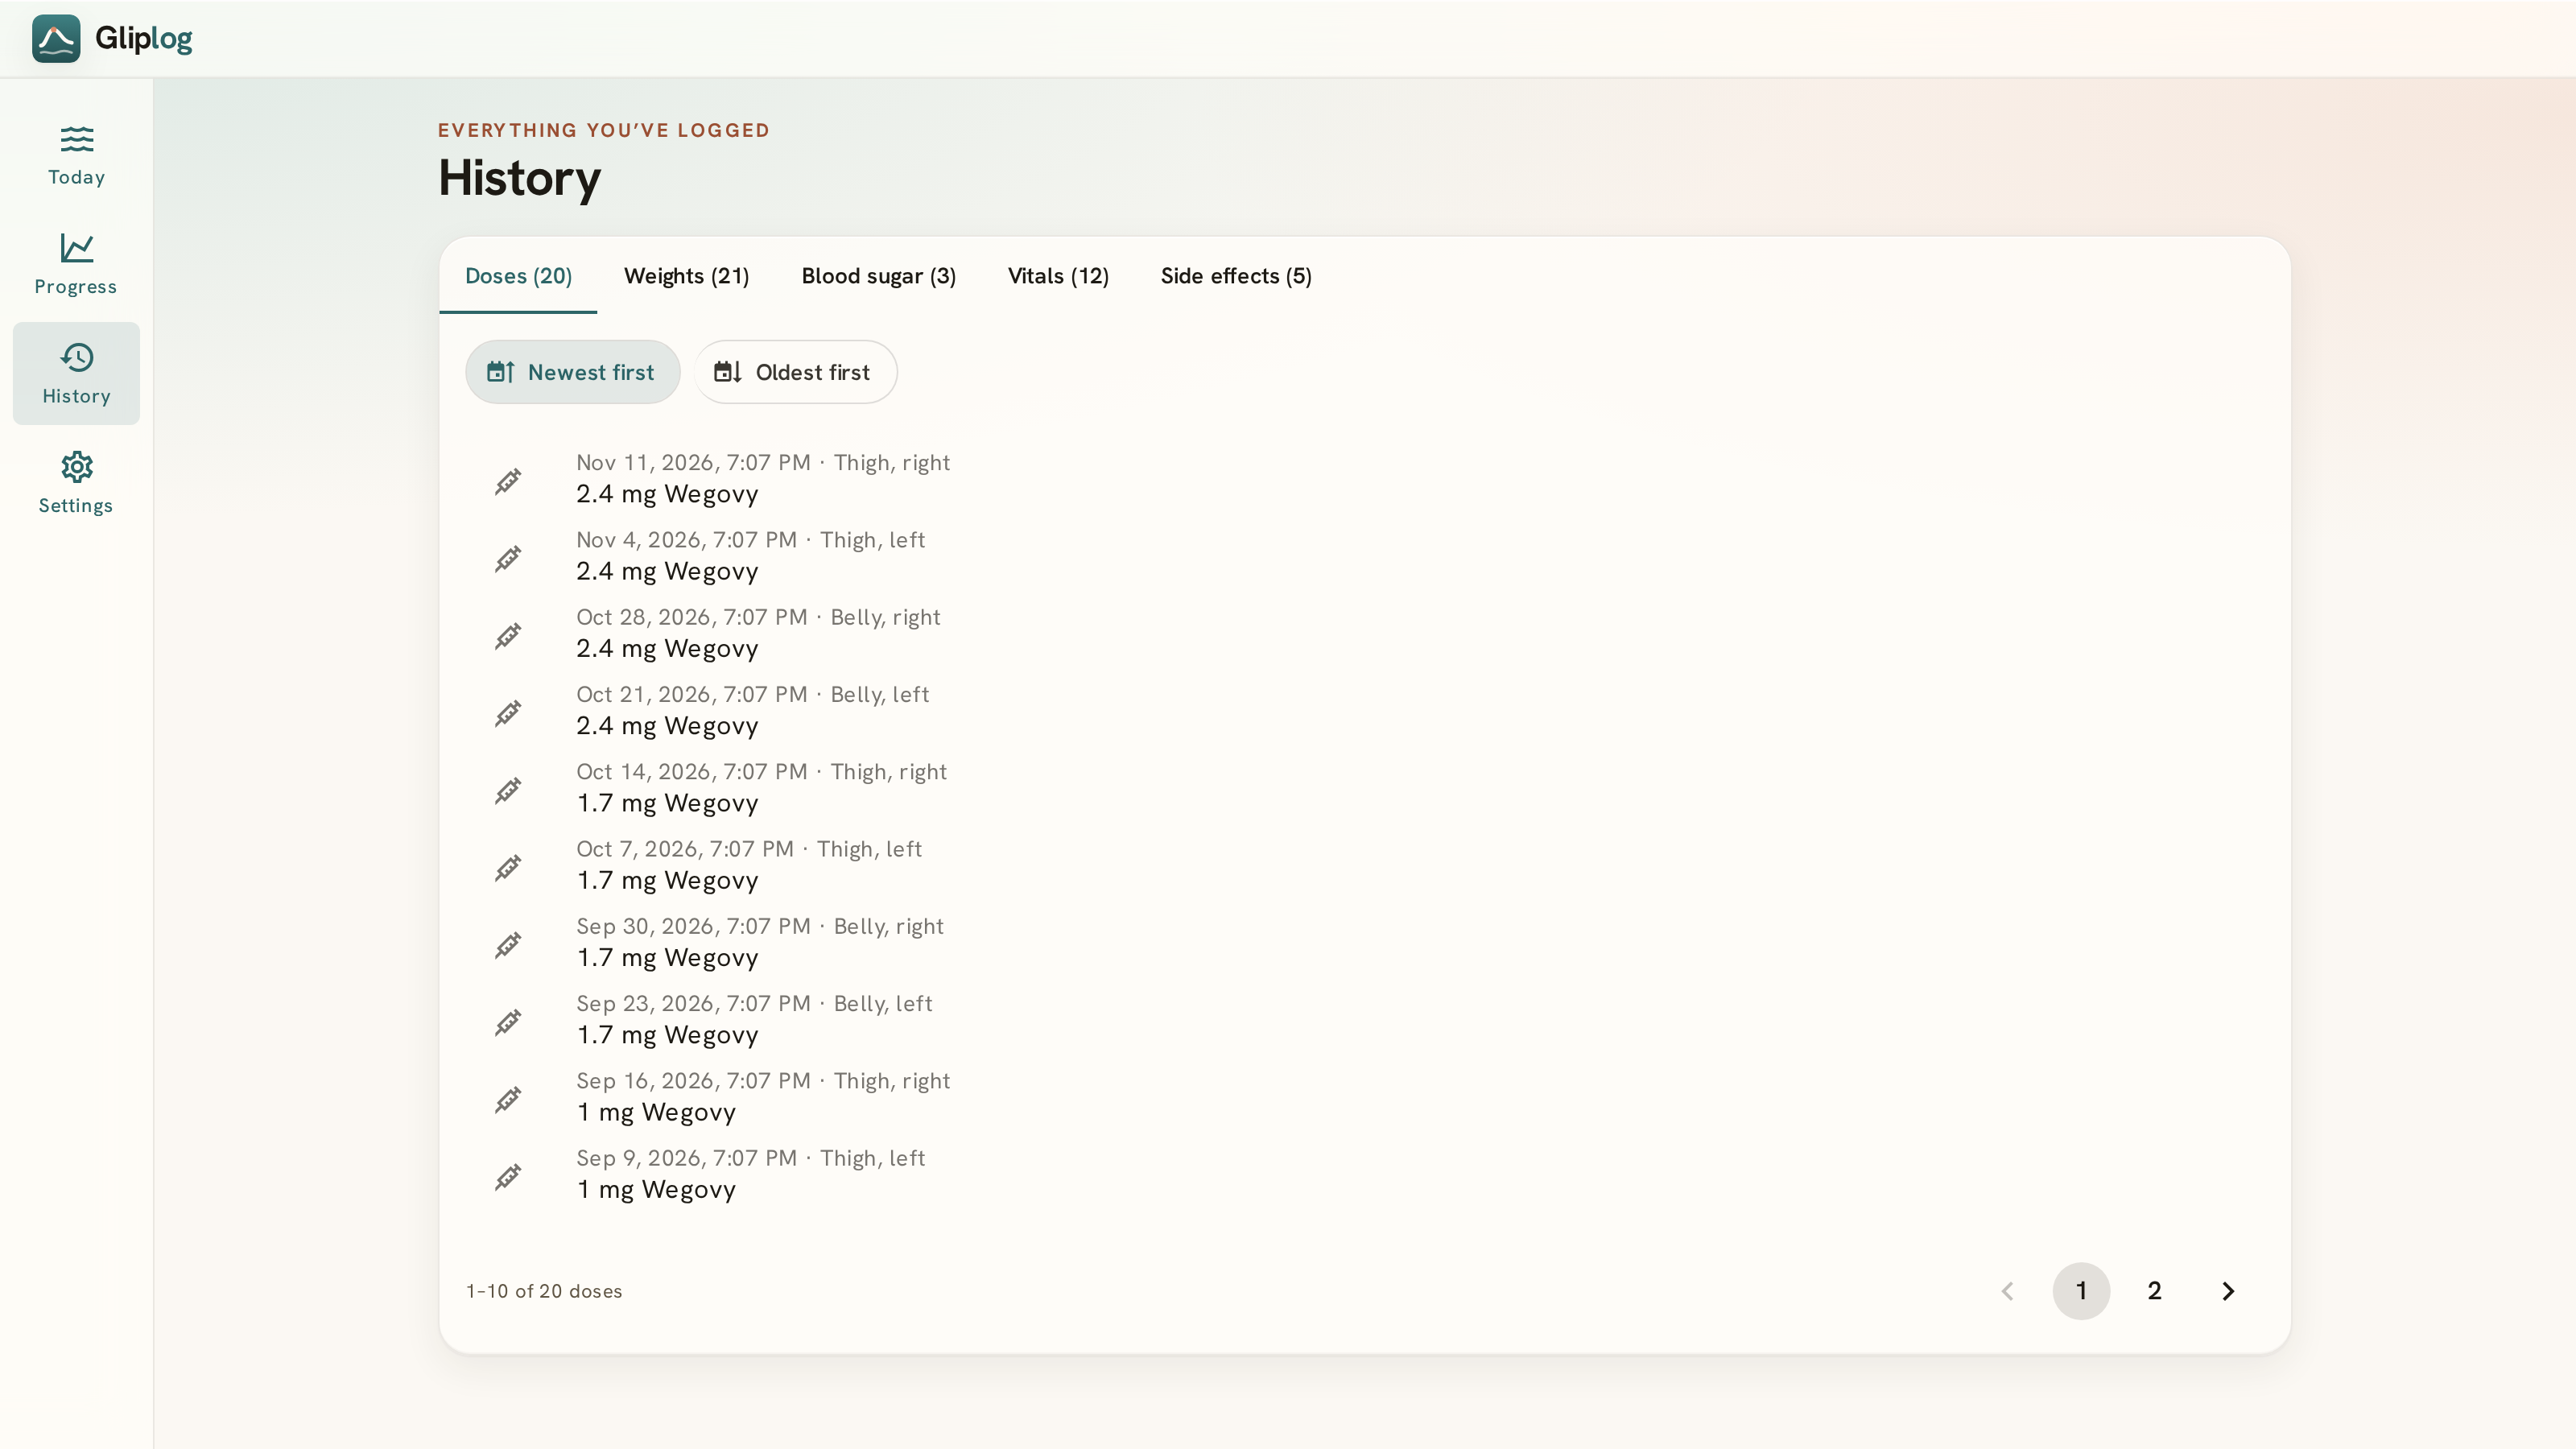 Gliplog
EVERYTHING YOU’VE LOGGED
History
Today
Progress
History
Settings
Doses (20)
Weights (21)
Blood sugar (3)
Vitals (12)
Side effects (5)
Newest first
Oldest first
Nov 11, 2026, 7:07 PM · Thigh, right
2.4 mg Wegovy
Nov 4, 2026, 7:07 PM · Thigh, left
2.4 mg Wegovy
Oct 28, 2026, 7:07 PM · Belly, right
2.4 mg Wegovy
Oct 21, 2026, 7:07 PM · Belly, left
2.4 mg Wegovy
Oct 14, 2026, 7:07 PM · Thigh, right
1.7 mg Wegovy
Oct 7, 2026, 7:07 PM · Thigh, left
1.7 mg Wegovy
Sep 30, 2026, 7:07 PM · Belly, right
1.7 mg Wegovy
Sep 23, 2026, 7:07 PM · Belly, left
1.7 mg Wegovy
Sep 16, 2026, 7:07 PM · Thigh, right
1 mg Wegovy
Sep 9, 2026, 7:07 PM · Thigh, left
1 mg Wegovy
1–10 of 20 doses
1
2